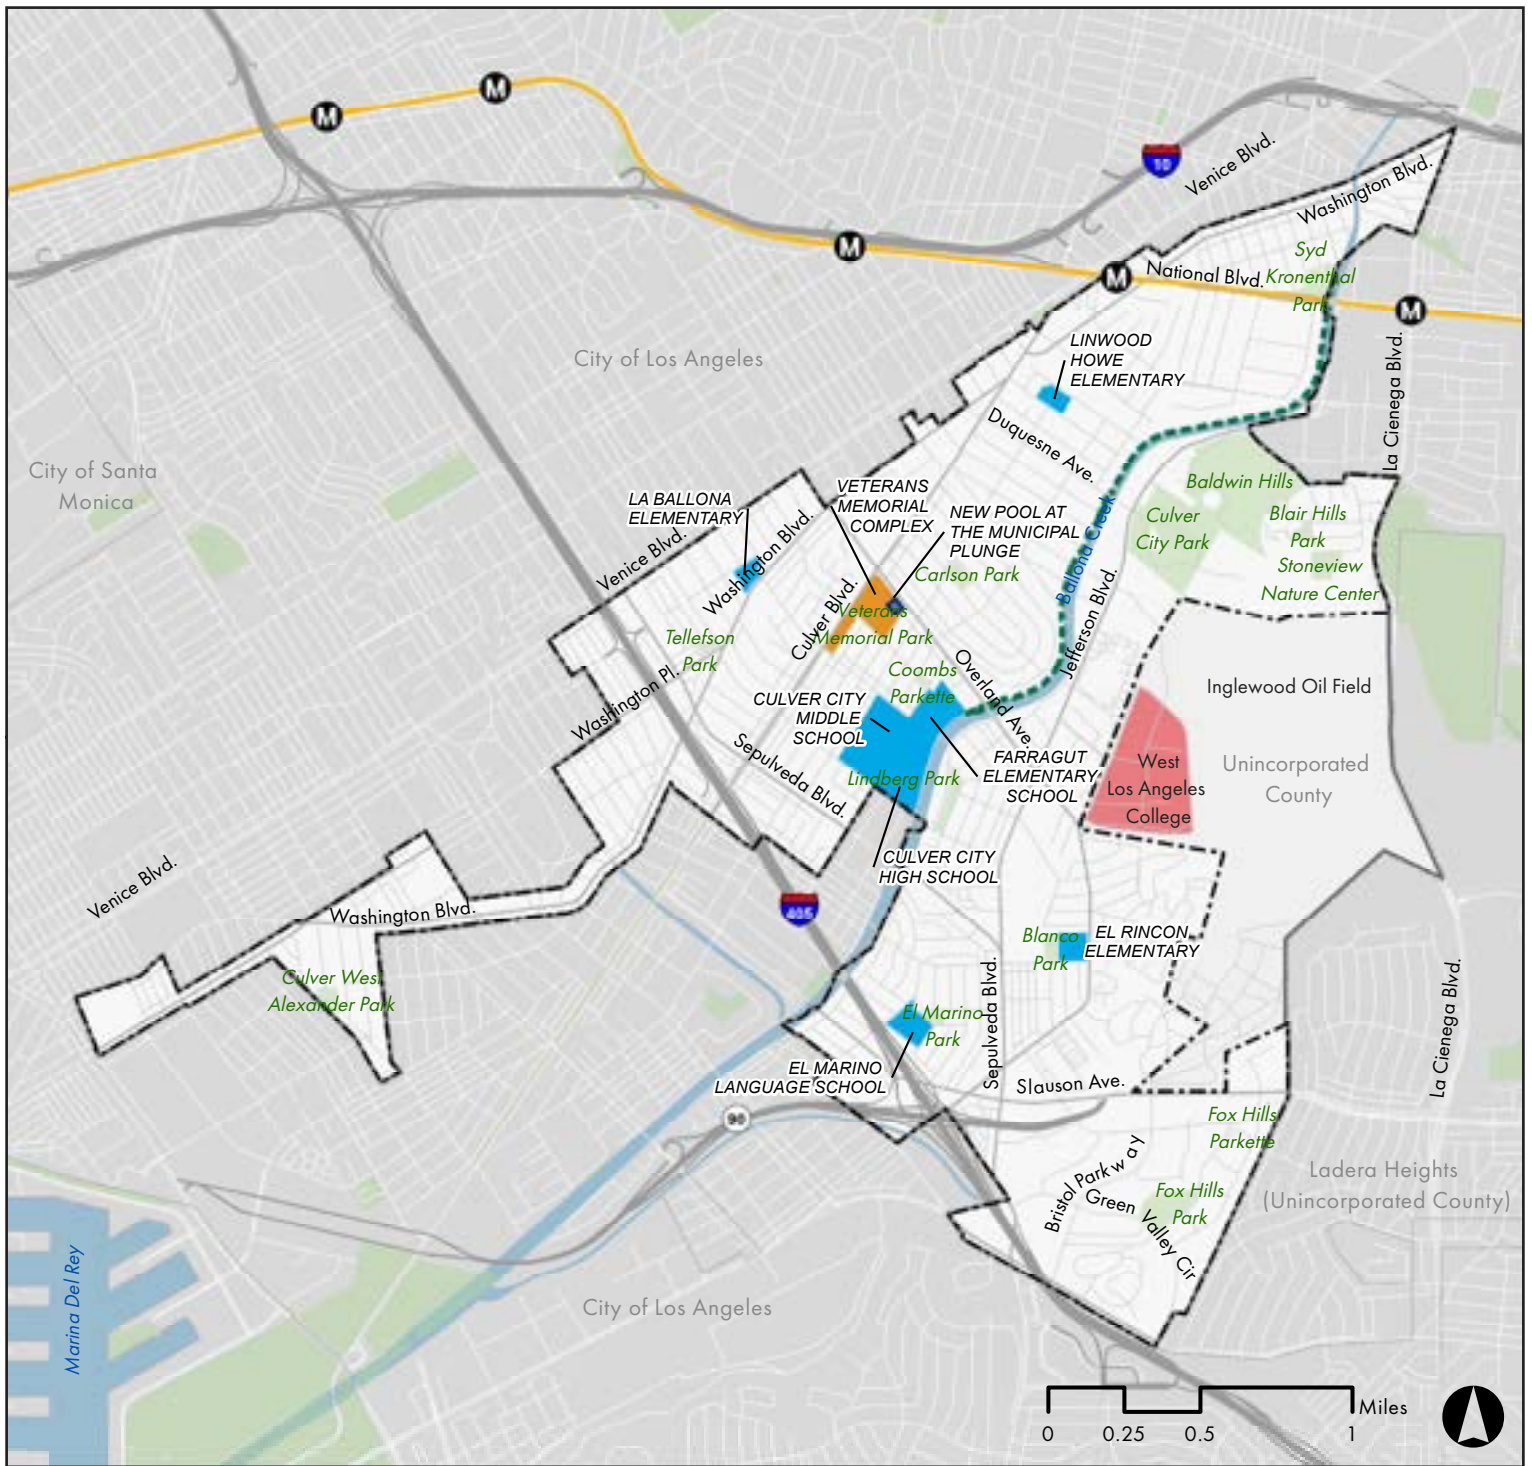 M
M
10
Venice Blvd.
Washington Blvd.
M
Syd
Kronenthal
Park
National Blvd.
M
M
City of Los Angeles
LINWOOD
HOWE
ELEMENTARY
La Cienega Blvd.
Duquesne Ave.
City of Santa
Monica
Baldwin Hills
LA BALLONA
ELEMENTARY
VETERANS
MEMORIAL
COMPLEX
NEW POOL AT
THE MUNICIPAL
PLUNGE
Culver
City Park
Blair Hills
Park
Stoneview
Nature Center
Venice Blvd.
Washington Blvd.
Carlson Park
Ballona Creek
Culver Blvd.
Veterans
Memorial Park
Jefferson Blvd.
Tellefson
Park
Coombs
Parkette
Overland Ave.
Washington Pl.
Inglewood Oil Field
CULVER CITY
MIDDLE
SCHOOL
Sepulveda Blvd.
Lindberg Park
FARRAGUT
ELEMENTARY
SCHOOL
West
Los Angeles
College
Unincorporated
County
CULVER CITY
HIGH SCHOOL
Venice Blvd.
Washington Blvd.
405
Blanco
Park
EL RINCON
ELEMENTARY
Culver West
Alexander Park
El Marino
Park
Sepulveda Blvd.
La Cienega Blvd.
EL MARINO
LANGUAGE SCHOOL
Slauson Ave.
90
Fox Hills
Parkette
Bristol Parkway
Ladera Heights
(Unincorporated County)
Fox Hills
Park
Green Valley Cir
Marina Del Rey
City of Los Angeles
Miles
0 0.25 0.5 1